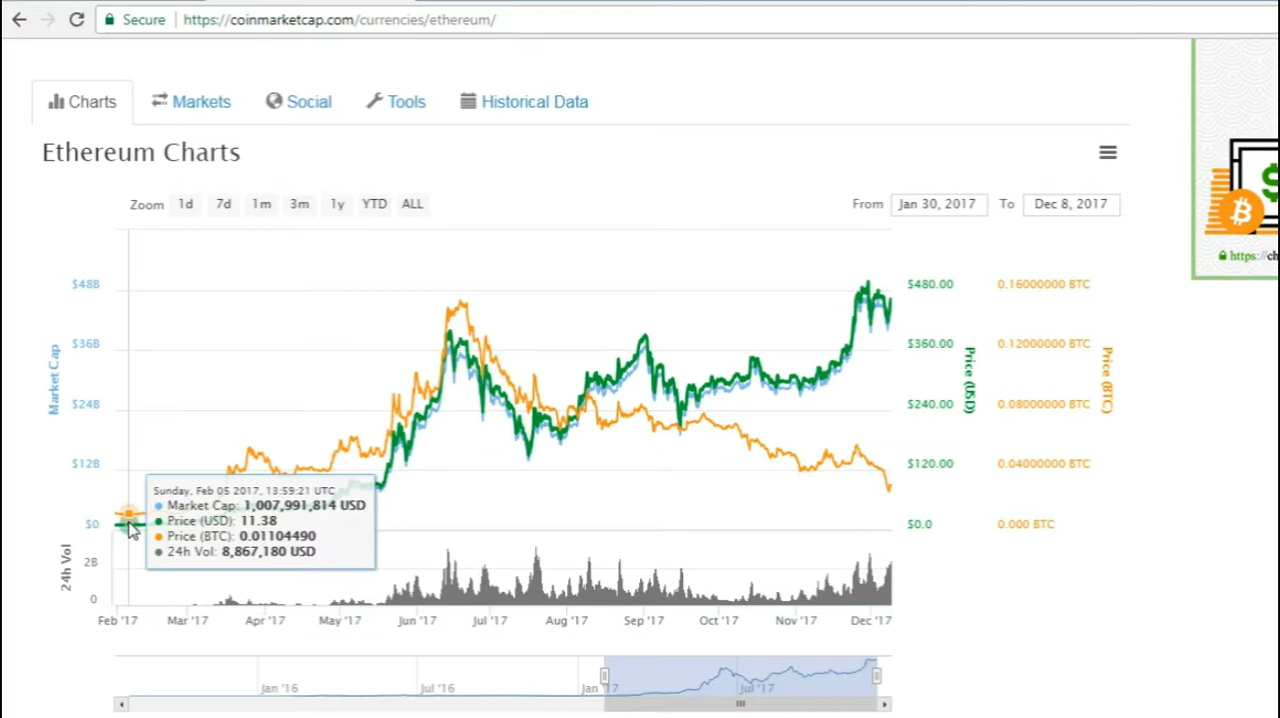 Secure https://coinmarketcap.com/currencies/ethereum/
Charts Markets Social Tools Historical Data
Ethereum Charts
Zoom 1d 7d 1m 3m 1y YTD ALL From Jan 30, 2017 To Dec 8, 2017
https://ch
$48B $480.00 0.16000000 BTC
$36B $360.00 0.12000000 BTC
Market Cap Price (USD) Price (BTC)
$24B $240.00 0.08000000 BTC
$12B $120.00 0.04000000 BTC
Sunday, Feb 05 2017, 13:59:21 UTC
Market Cap: 1,007,991,814 USD
Price (USD): 11.38
Price (BTC): 0.01104490
24h Vol: 8,867,180 USD
$0 $0.0 0.000 BTC
24h Vol
2B
0
Feb '17 Mar '17 Apr '17 May '17 Jun '17 Jul '17 Aug '17 Sep '17 Oct '17 Nov '17 Dec '17
Jan '16 Jul '16 Jan '17 Jul '17